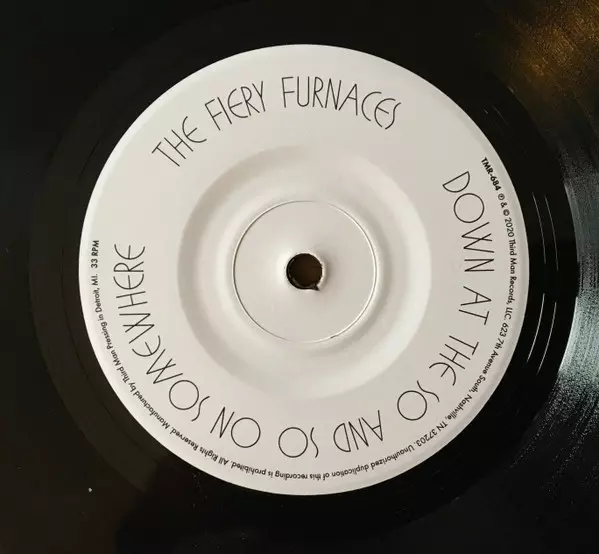 THE FIERY FURNACES
DOWN AT THE SO AND SO ON SOMEWHERE
TMR-684 ℗ & © 2020 Third Man Records, LLC. 623 7th Avenue South, Nashville, TN 37203. Unauthorized duplication of this recording is prohibited. All Rights Reserved. Manufactured by Third Man Pressing in Detroit, MI. 33 RPM